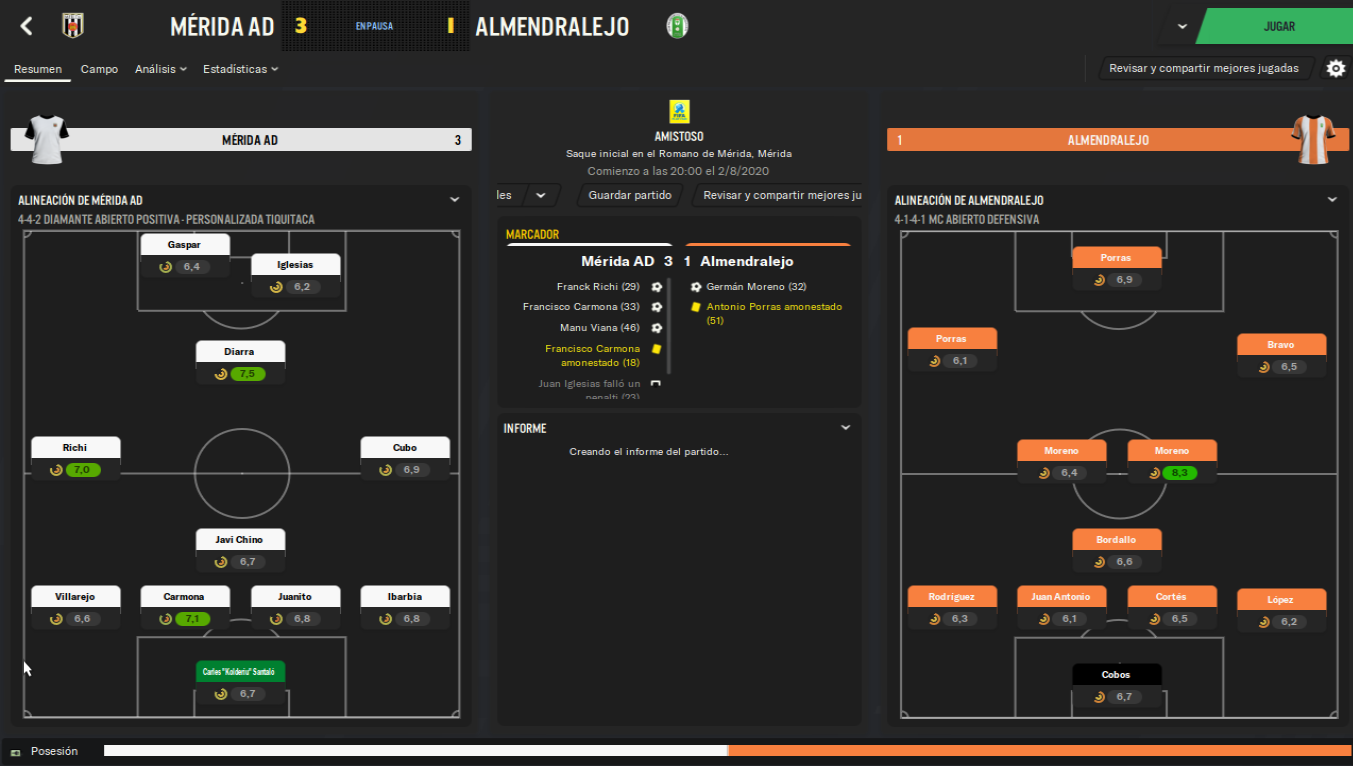 MÉRIDA AD 3 EN PAUSA 1 ALMENDRALEJO
JUGAR
Resumen Campo Análisis Estadísticas
Revisar y compartir mejores jugadas
MÉRIDA AD 3
ALINEACIÓN DE MÉRIDA AD
4-4-2 DIAMANTE ABIERTO POSITIVA - PERSONALIZADA TIQUITACA
Gaspar
6,4
Iglesias
6,2
Diarra
7,5
Richi
7,0
Cubo
6,9
Javi Chino
6,7
Villarejo
6,6
Carmona
7,1
Juanito
6,8
Ibarbia
6,8
Carles "Kolderiu" Santaló
6,7
FIFA
AMISTOSO
Saque inicial en el Romano de Mérida, Mérida
Comienzo a las 20:00 el 2/8/2020
les Guardar partido Revisar y compartir mejores ju
MARCADOR
Mérida AD 3 1 Almendralejo
Franck Richi (29)
Francisco Carmona (33)
Manu Viana (46)
Francisco Carmona
amonestado (18)
Juan Iglesias falló un
penalti (23)
Germán Moreno (32)
Antonio Porras amonestado
(51)
INFORME
Creando el informe del partido...
1 ALMENDRALEJO
ALINEACIÓN DE ALMENDRALEJO
4-1-4-1 MC ABIERTO DEFENSIVA
Porras
6,9
Porras
6,1
Bravo
6,5
Moreno
6,4
Moreno
8,3
Bordallo
6,6
Rodríguez
6,3
Juan Antonio
6,1
Cortés
6,5
López
6,2
Cobos
6,7
Posesión